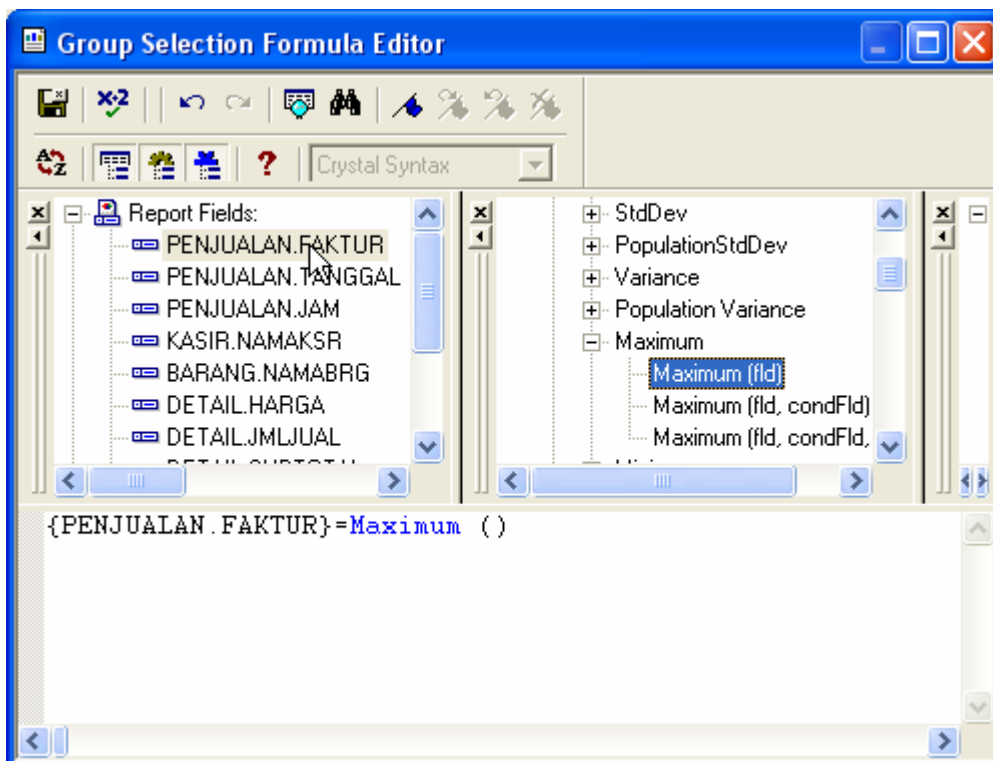 Group Selection Formula Editor
x+2
A Z
?
Crystal Syntax
Report Fields:
PENJUALAN.FAKTUR
PENJUALAN.TANGGAL
PENJUALAN.JAM
KASIR.NAMAKSR
BARANG.NAMABRG
DETAIL.HARGA
DETAIL.JMLJUAL
StdDev
PopulationStdDev
Variance
Population Variance
Maximum
Maximum (fld)
Maximum (fld, condFld)
Maximum (fld, condFld,
{PENJUALAN.FAKTUR}=Maximum ()